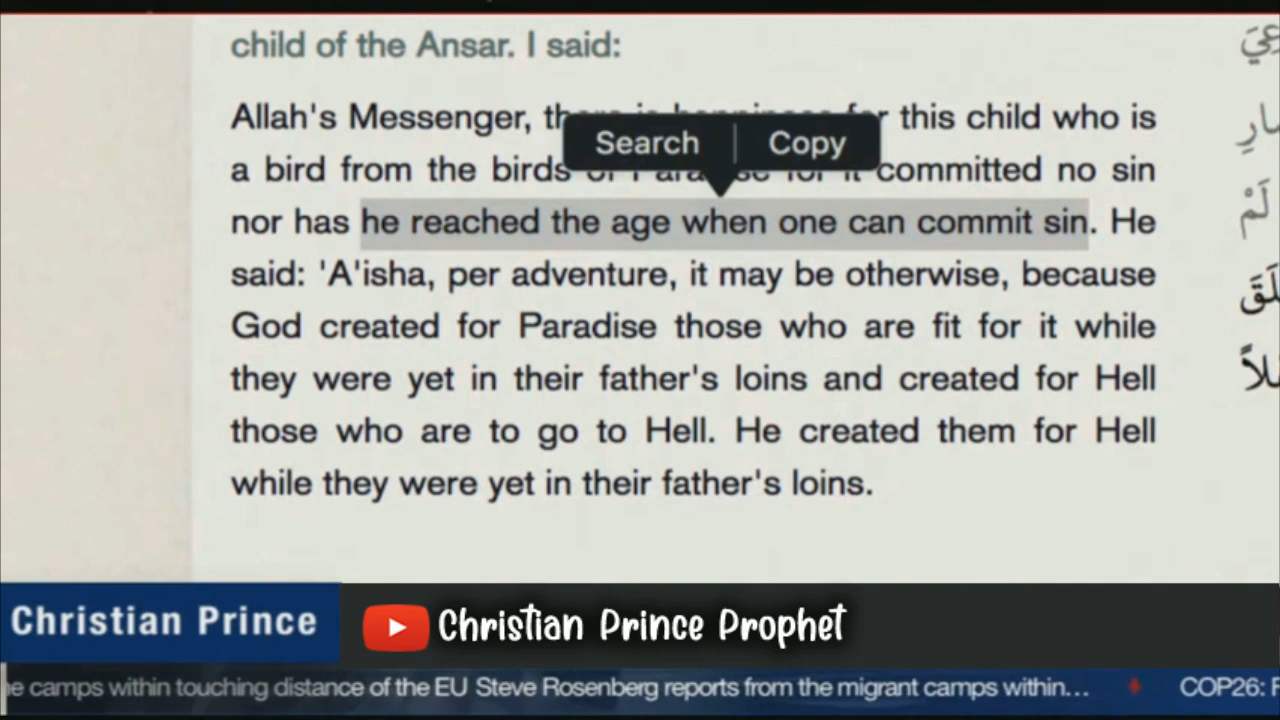 child of the Ansar. I said:
Allah's Messenger, there is happiness for this child who is
a bird from the birds of Paradise for it committed no sin
nor has he reached the age when one can commit sin. He
said: 'A'isha, per adventure, it may be otherwise, because
God created for Paradise those who are fit for it while
they were yet in their father's loins and created for Hell
those who are to go to Hell. He created them for Hell
while they were yet in their father's loins.
Search Copy
Christian Prince
Christian Prince Prophet
camps within touching distance of the EU Steve Rosenberg reports from the migrant camps within... COP26: